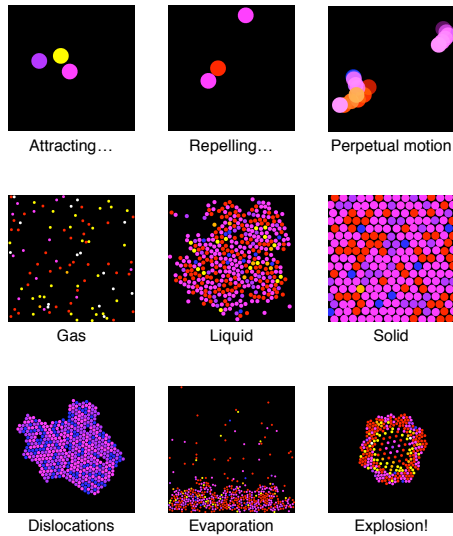 Attracting… Repelling… Perpetual motion
Gas Liquid Solid
Dislocations Evaporation Explosion!